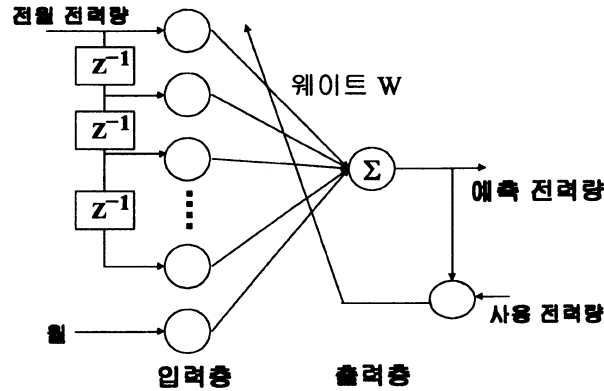 전월 전력량
z⁻¹
z⁻¹
z⁻¹
웨이트 W
Σ
예측 전력량
사용 전력량
월
입력층
출력층